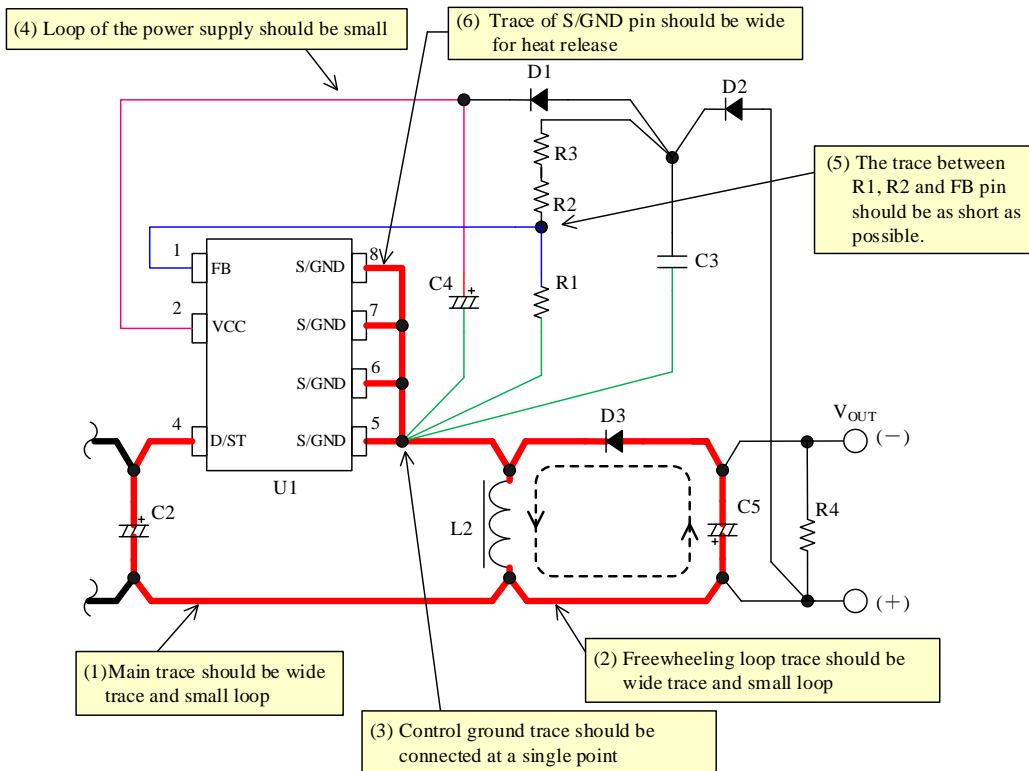 (4) Loop of the power supply should be small
(6) Trace of S/GND pin should be wide
for heat release
D1
D2
R3
R2
(5) The trace between
R1, R2 and FB pin
should be as short as
possible.
1
FB
S/GND
8
C4
+
R1
C3
2
VCC
S/GND
7
S/GND
6
4
D/ST
S/GND
5
U1
D3
VOUT
(−)
C2
+
L2
C5
+
R4
(+)
(1)Main trace should be wide
trace and small loop
(2) Freewheeling loop trace should be
wide trace and small loop
(3) Control ground trace should be
connected at a single point